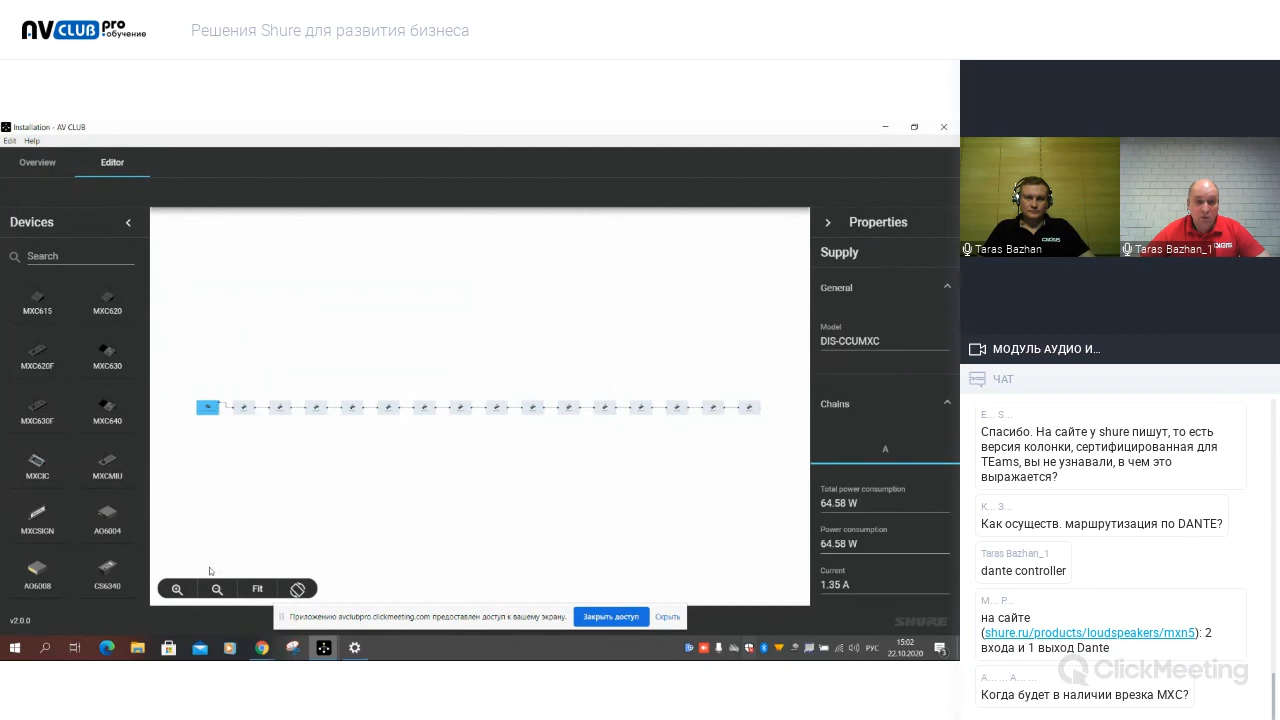 AV CLUB pro
обучение
Решения Shure для развития бизнеса
Installation - AV CLUB
Edit Help
Overview Editor
Devices
Search
MXC615 MXC620
MXC620F MXC630
MXC630F MXC640
MXCIC MXCMIU
MXCSIGN AO6004
AO6008 CS6340
v2.0.0
Fit
Properties
Supply
General
Model
DIS-CCUMXC
Chains
A
Total power consumption
64.58 W
Power consumption
64.58 W
Current
1.35 A
SHURE
Приложению avclubpro.clickmeeting.com предоставлен доступ к вашему экрану. Закрыть доступ Скрыть
РУС
15:02
22.10.2020
3
Taras Bazhan
Taras Bazhan_1
МОДУЛЬ АУДИО И...
ЧАТ
E... S...
Спасибо. На сайте у shure пишут, то есть
версия колонки, сертифицированная для
TEams, вы не узнавали, в чем это
выражается?
К... З...
Как осуществ. маршрутизация по DANTE?
Taras Bazhan_1
dante controller
М... Р...
на сайте
(shure.ru/products/loudspeakers/mxn5): 2
входа и 1 выход Dante
ClickMeeting
А... ... А... ...
Когда будет в наличии врезка МХС?